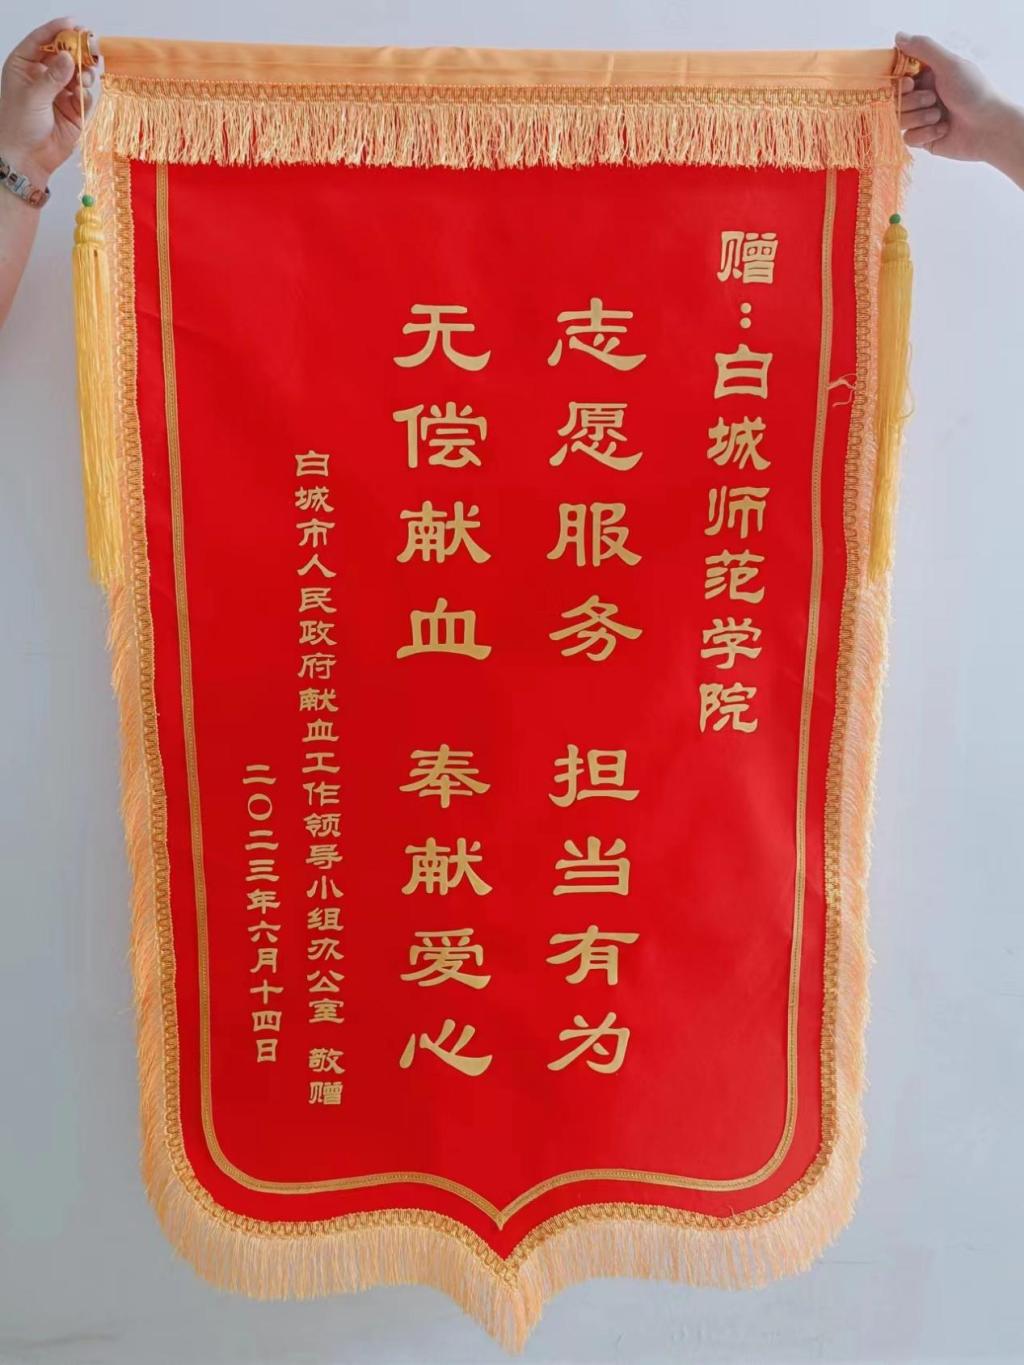 赠：白城师范学院
志愿服务 担当有为
无偿献血 奉献爱心
白城市人民政府献血工作领导小组办公室 敬赠
二〇二三年六月十四日